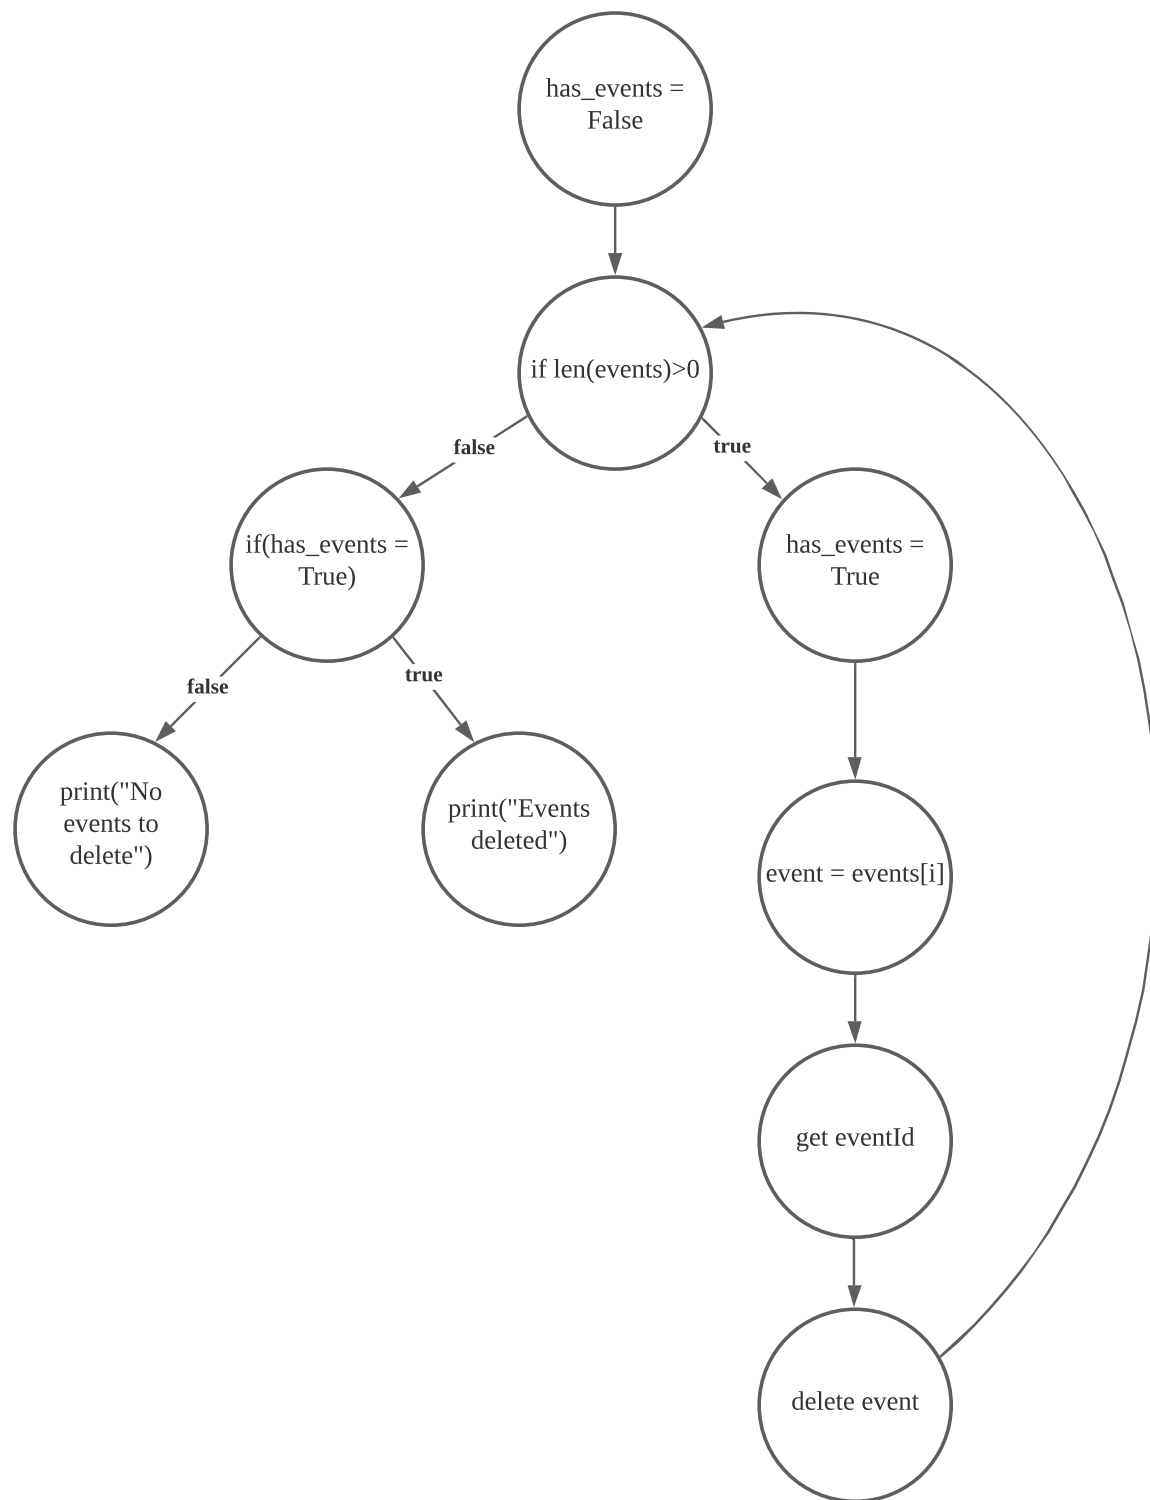 has_events =
False
if len(events)>0
false
true
if(has_events =
True)
has_events =
True
false
true
print("No
events to
delete")
print("Events
deleted")
event = events[i]
get eventId
delete event